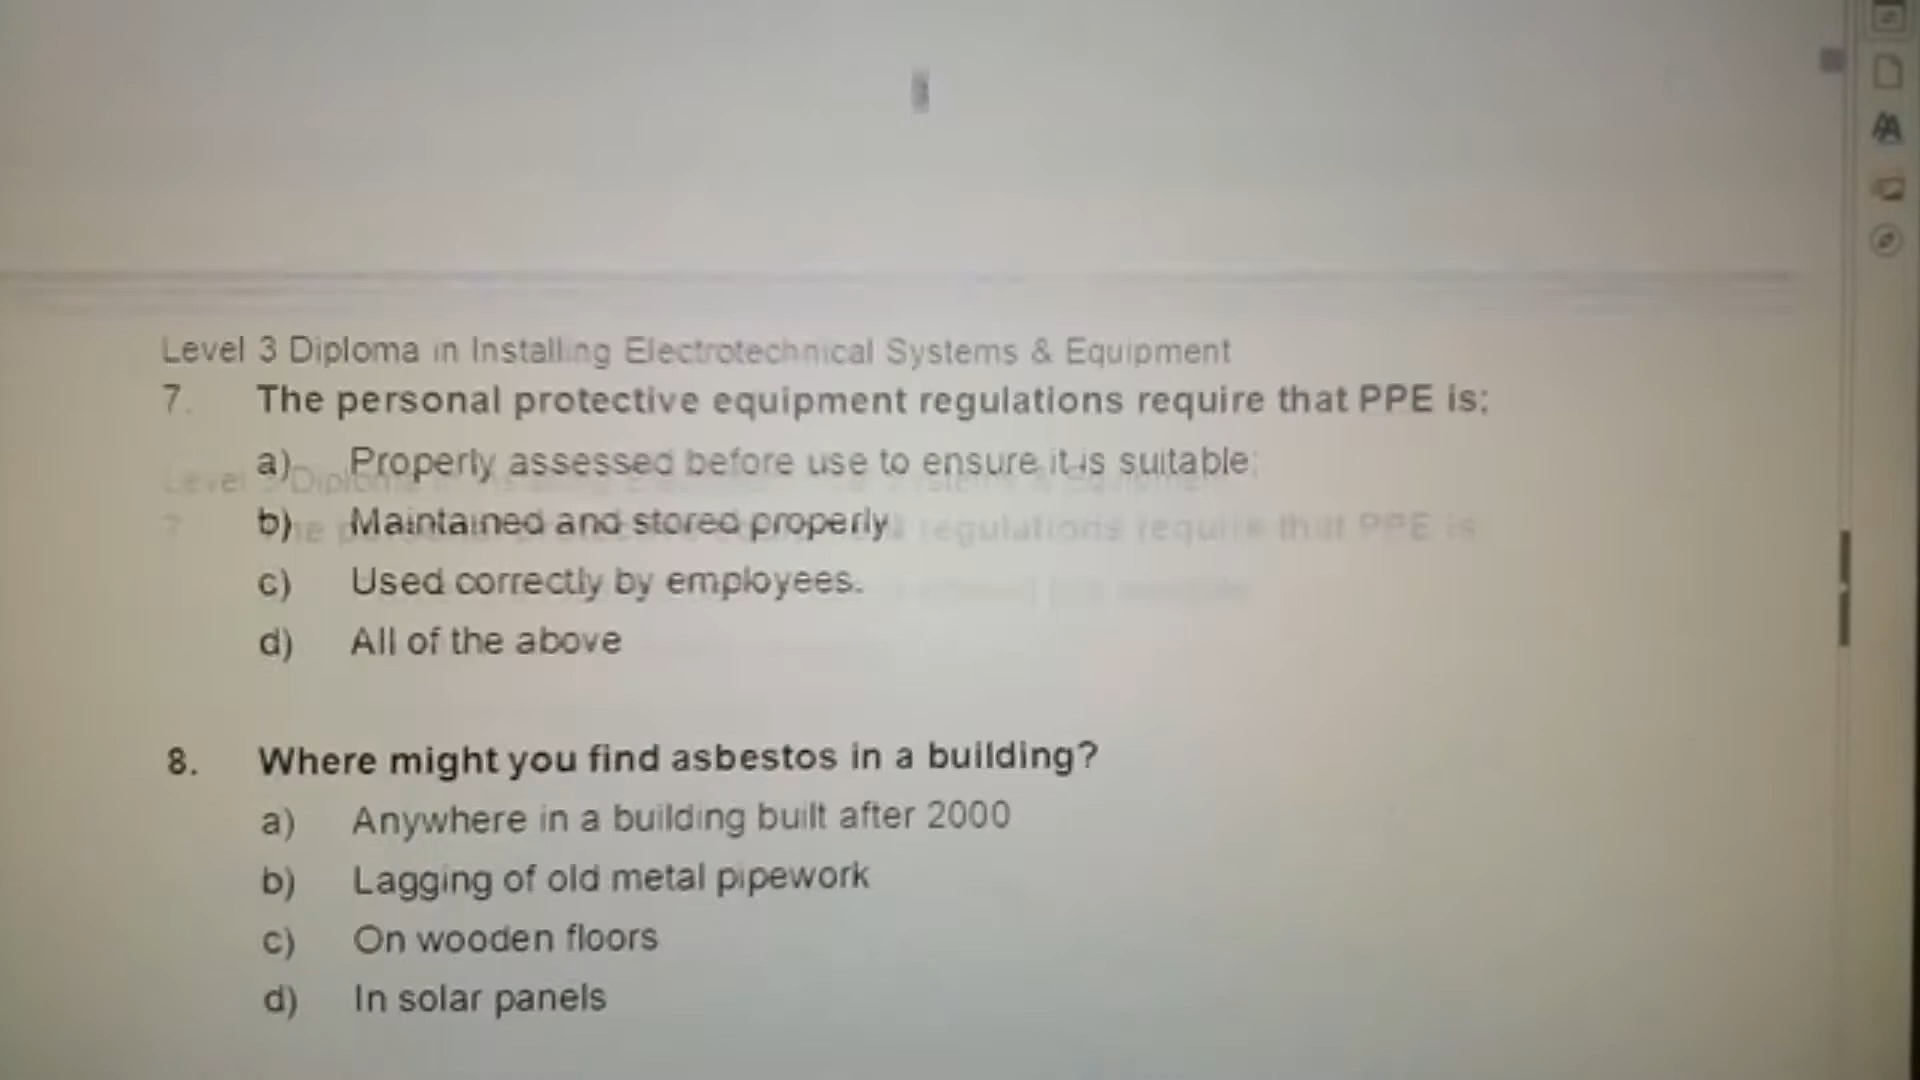 Level 3 Diploma in Installing Electrotechnical Systems & Equipment
7. The personal protective equipment regulations require that PPE is:
a) Properly assessed before use to ensure it is suitable;
b) Maintained and stored properly
c) Used correctly by employees.
d) All of the above
8. Where might you find asbestos in a building?
a) Anywhere in a building built after 2000
b) Lagging of old metal pipework
c) On wooden floors
d) In solar panels